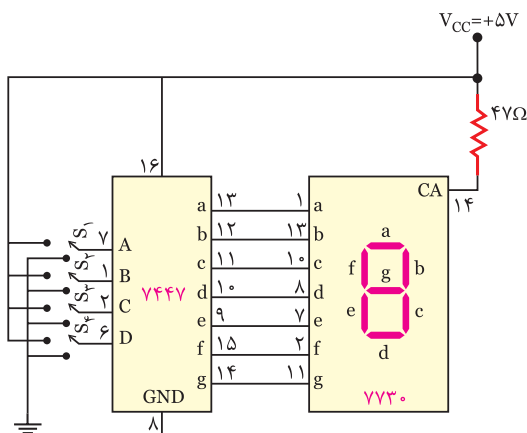 V_CC=+۵V
۴۷Ω
۱۶
CA
۱۴
a ۱۳ ۱ a
b ۱۲ ۱۳ b
c ۱۱ ۱۰ c
d ۱۰ ۸ d
e ۹ ۷ e
f ۱۵ ۲ f
g ۱۴ ۱۱ g
S۱ ۷ A
S۲ ۱ B
S۳ ۲ C
S۴ ۶ D
۷۴۴۷
GND
۸
a
f g b
e c
d
۷۷۳۰